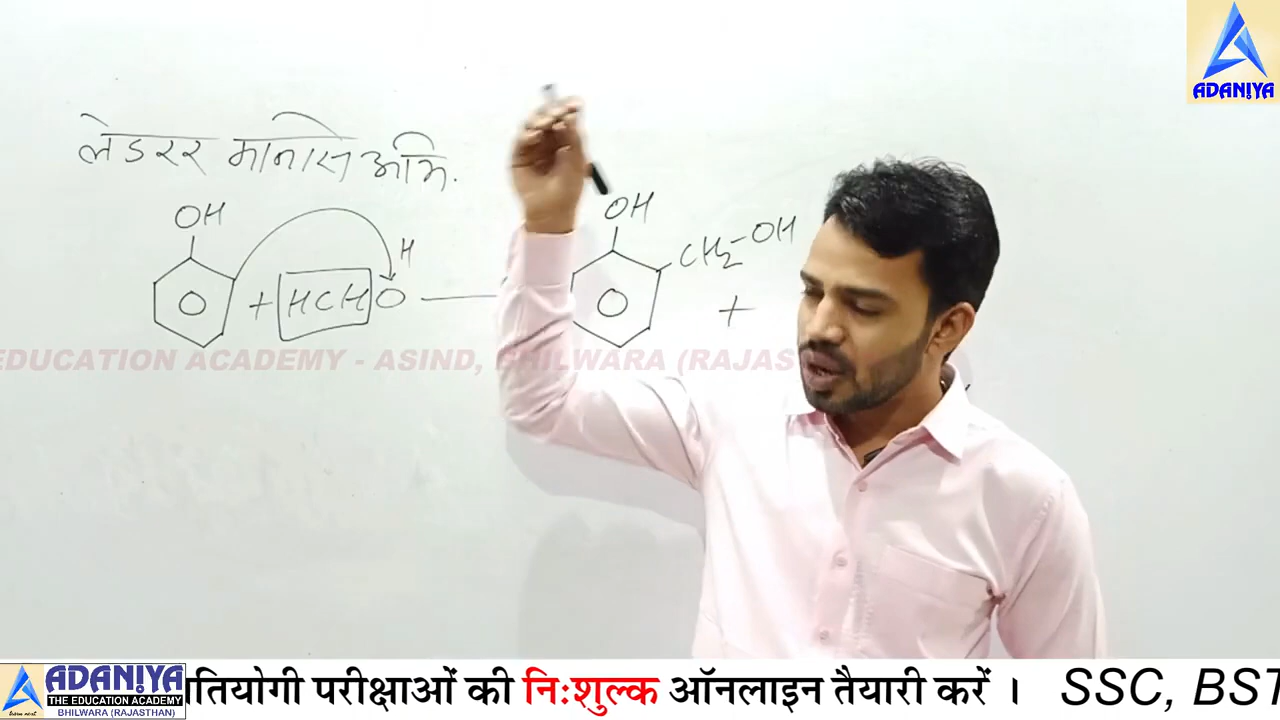 ADANIYA
लेडरर मानासे अभि.
OH
OH
H
CH2-OH
+ HCHO
+
EDUCATION ACADEMY - ASIND, BHILWARA (RAJAS
ADANIYA
THE EDUCATION ACADEMY
BHILWARA (RAJASTHAN)
तियोगी परीक्षाओं की निःशुल्क ऑनलाइन तैयारी करें । SSC, BST